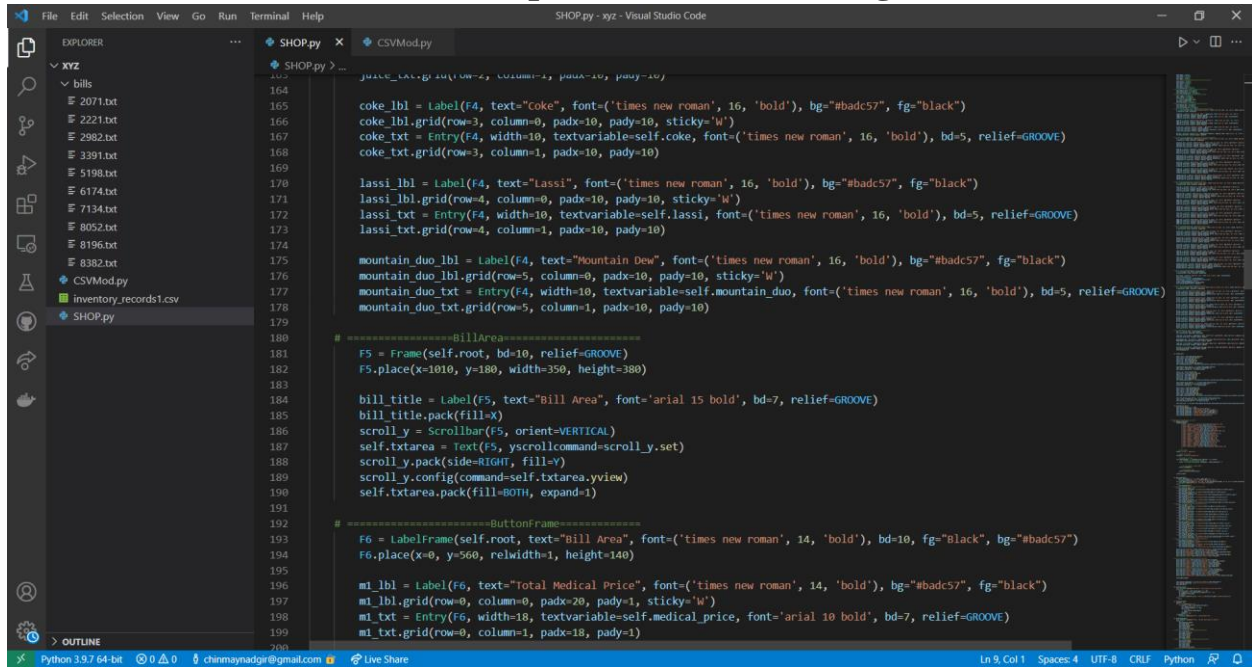 File Edit Selection View Go Run Terminal Help
SHOP.py - xyz - Visual Studio Code
EXPLORER
XYZ
bills
2071.txt
2221.txt
2982.txt
3391.txt
5198.txt
6174.txt
7134.txt
8052.txt
8196.txt
8382.txt
CSVMod.py
inventory_records1.csv
SHOP.py
OUTLINE
SHOP.py
CSVMod.py
SHOP.py > ...
163 juice_txt.grid(row=2, column=1, padx=10, pady=10)
164
165 coke_lbl = Label(F4, text="Coke", font=('times new roman', 16, 'bold'), bg="#badc57", fg="black")
166 coke_lbl.grid(row=3, column=0, padx=10, pady=10, sticky='W')
167 coke_txt = Entry(F4, width=10, textvariable=self.coke, font=('times new roman', 16, 'bold'), bd=5, relief=GROOVE)
168 coke_txt.grid(row=3, column=1, padx=10, pady=10)
169
170 lassi_lbl = Label(F4, text="Lassi", font=('times new roman', 16, 'bold'), bg="#badc57", fg="black")
171 lassi_lbl.grid(row=4, column=0, padx=10, pady=10, sticky='W')
172 lassi_txt = Entry(F4, width=10, textvariable=self.lassi, font=('times new roman', 16, 'bold'), bd=5, relief=GROOVE)
173 lassi_txt.grid(row=4, column=1, padx=10, pady=10)
174
175 mountain_duo_lbl = Label(F4, text="Mountain Dew", font=('times new roman', 16, 'bold'), bg="#badc57", fg="black")
176 mountain_duo_lbl.grid(row=5, column=0, padx=10, pady=10, sticky='W')
177 mountain_duo_txt = Entry(F4, width=10, textvariable=self.mountain_duo, font=('times new roman', 16, 'bold'), bd=5, relief=GROOVE)
178 mountain_duo_txt.grid(row=5, column=1, padx=10, pady=10)
179
180 # =================BillArea======================
181 F5 = Frame(self.root, bd=10, relief=GROOVE)
182 F5.place(x=1010, y=180, width=350, height=380)
183
184 bill_title = Label(F5, text="Bill Area", font='arial 15 bold', bd=7, relief=GROOVE)
185 bill_title.pack(fill=X)
186 scroll_y = Scrollbar(F5, orient=VERTICAL)
187 self.txtarea = Text(F5, yscrollcommand=scroll_y.set)
188 scroll_y.pack(side=RIGHT, fill=Y)
189 scroll_y.config(command=self.txtarea.yview)
190 self.txtarea.pack(fill=BOTH, expand=1)
191
192 # =======================ButtonFrame=============
193 F6 = LabelFrame(self.root, text="Bill Area", font=('times new roman', 14, 'bold'), bd=10, fg="Black", bg="#badc57")
194 F6.place(x=0, y=560, relwidth=1, height=140)
195
196 m1_lbl = Label(F6, text="Total Medical Price", font=('times new roman', 14, 'bold'), bg="#badc57", fg="black")
197 m1_lbl.grid(row=0, column=0, padx=20, pady=1, sticky='W')
198 m1_txt = Entry(F6, width=18, textvariable=self.medical_price, font='arial 10 bold', bd=7, relief=GROOVE)
199 m1_txt.grid(row=0, column=1, padx=18, pady=1)
200
Python 3.9.7 64-bit 0 0 chinmaynadgir@gmail.com Live Share Ln 9, Col 1 Spaces: 4 UTF-8 CRLF Python